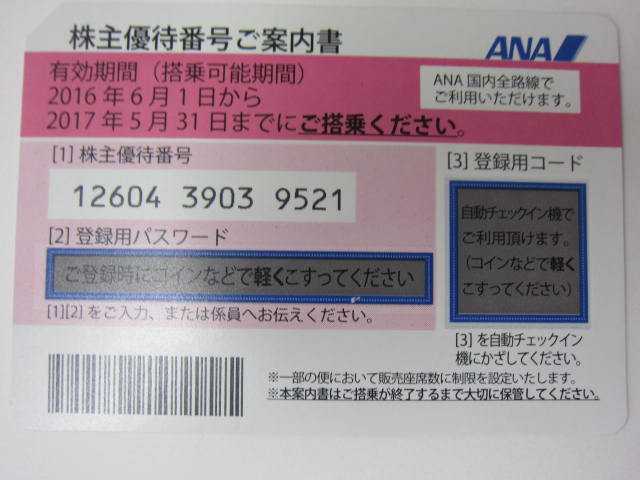 株主優待番号ご案内書
ANA
有効期間（搭乗可能期間）
2016年6月1日から
2017年5月31日までにご搭乗ください。
ANA国内全路線で
ご利用いただけます。
[1] 株主優待番号
12604 3903 9521
[2] 登録用パスワード
ご登録時にコインなどで軽くこすってください
[1][2]をご入力、または係員へお伝えください。
[3] 登録用コード
自動チェックイン機で
ご利用頂けます。
（コインなどで軽く
こすってください）
[3]を自動チェックイン
機にかざしてください。
※一部の便において販売座席数に制限を設定いたします。
※本案内書はご搭乗が終了するまで大切に保管してください。